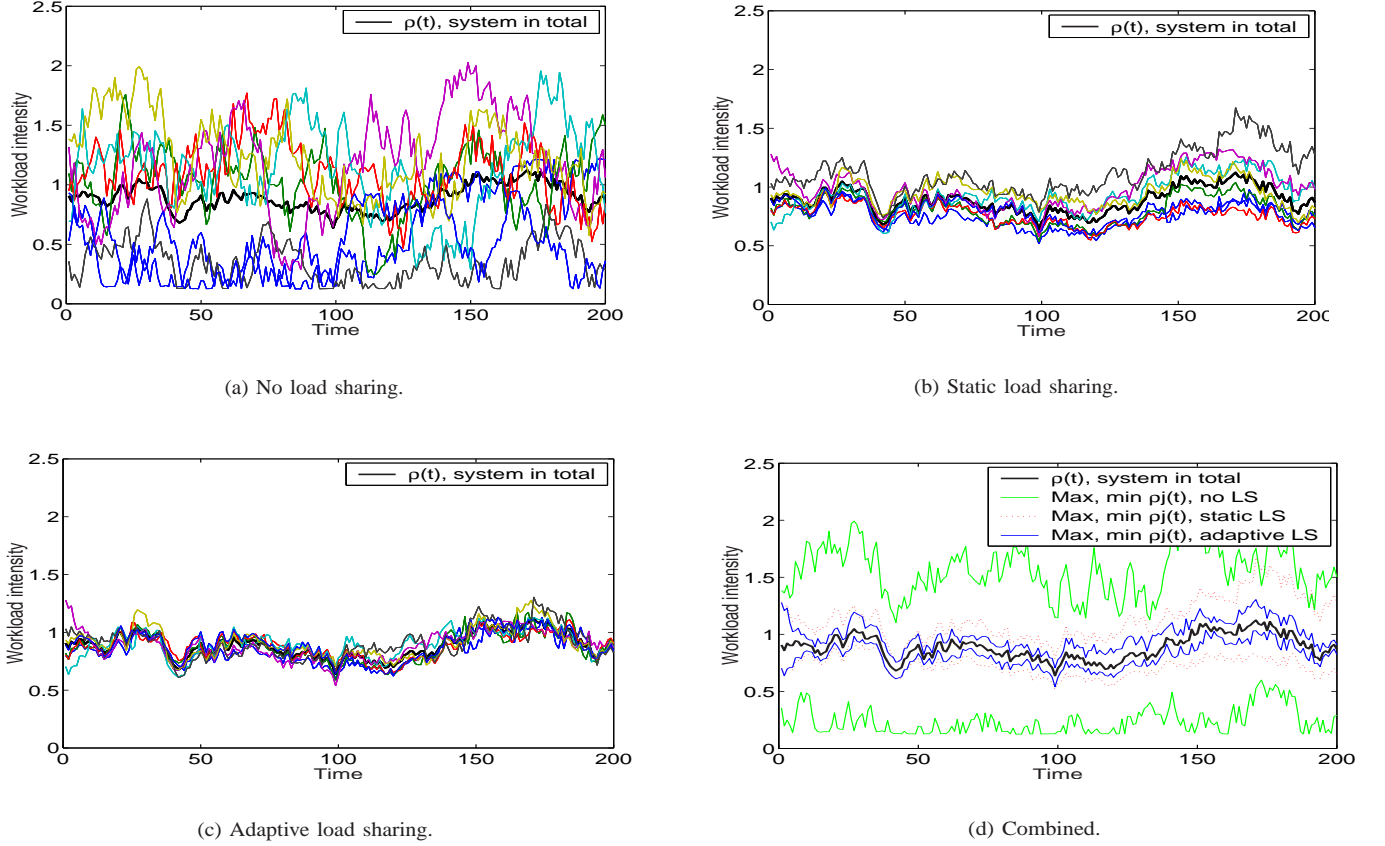 2.5
ρ(t), system in total
2
1.5
1
0.5
0
Workload intensity
0 50 100 150 200
Time
(a) No load sharing.
2.5
ρ(t), system in total
2
1.5
1
0.5
0
Workload intensity
0 50 100 150 200
Time
(b) Static load sharing.
2.5
ρ(t), system in total
2
1.5
1
0.5
0
Workload intensity
0 50 100 150 200
Time
(c) Adaptive load sharing.
2.5
ρ(t), system in total
Max, min ρj(t), no LS
Max, min ρj(t), static LS
Max, min ρj(t), adaptive LS
2
1.5
1
0.5
0
Workload intensity
0 50 100 150 200
Time
(d) Combined.